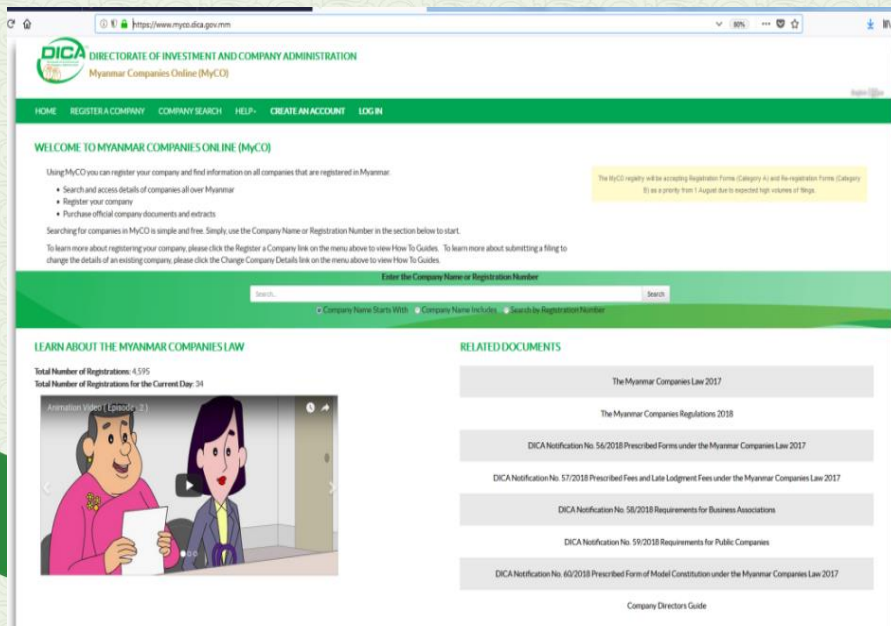 https://www.myco.dica.gov.mm
80%
DICA
DIRECTORATE OF INVESTMENT AND COMPANY ADMINISTRATION
Myanmar Companies Online (MyCO)
HOME REGISTER A COMPANY COMPANY SEARCH HELP CREATE AN ACCOUNT LOG IN
WELCOME TO MYANMAR COMPANIES ONLINE (MyCO)
Using MyCO you can register your company and find information on all companies that are registered in Myanmar.
• Search and access details of companies all over Myanmar
• Register your company
• Purchase official company documents and extracts
Searching for companies in MyCO is simple and free. Simply, use the Company Name or Registration Number in the section below to start.
To learn more about registering your company, please click the Register a Company link on the menu above to view How To Guides. To learn more about submitting a filing to
change the details of an existing company, please click the Change Company Details link on the menu above to view How To Guides.
The MyCO registry will be accepting Registration Forms (Category A) and Re-registration Forms (Category
B) as a priority from 1 August due to expected high volumes of filings.
Enter the Company Name or Registration Number
Search... Search
Company Name Starts With Company Name Includes Search by Registration Number
LEARN ABOUT THE MYANMAR COMPANIES LAW
Total Number of Registrations: 4,595
Total Number of Registrations for the Current Day: 34
Animation Video ( Episode - 2 )
RELATED DOCUMENTS
The Myanmar Companies Law 2017
The Myanmar Companies Regulations 2018
DICA Notification No. 56/2018 Prescribed Forms under the Myanmar Companies Law 2017
DICA Notification No. 57/2018 Prescribed Fees and Late Lodgment Fees under the Myanmar Companies Law 2017
DICA Notification No. 58/2018 Requirements for Business Associations
DICA Notification No. 59/2018 Requirements for Public Companies
DICA Notification No. 60/2018 Prescribed Form of Model Constitution under the Myanmar Companies Law 2017
Company Directors Guide